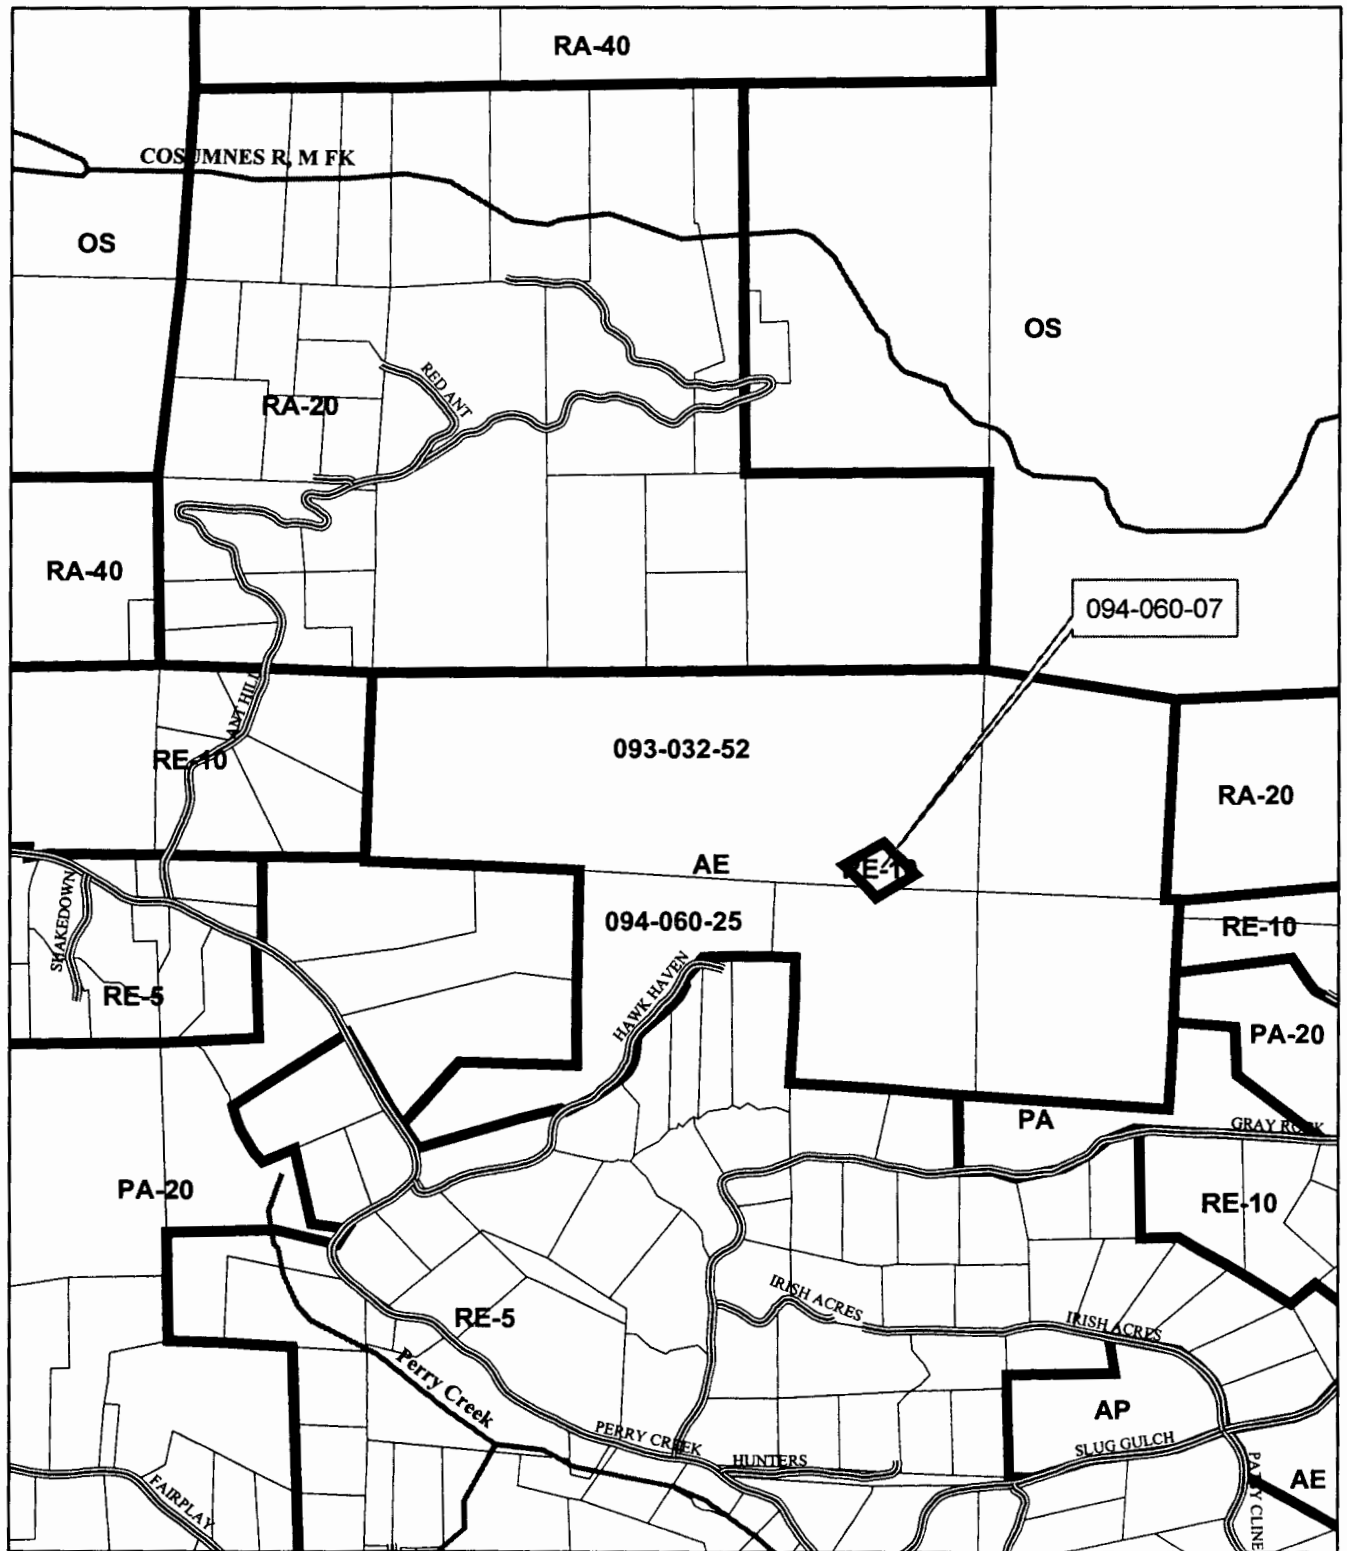 RA-40
COSUMNES R, M FK
OS
OS
RED ANT
RA-20
RA-40
094-060-07
ANT HILL
093-032-52
RE-10
RA-20
AE
094-060-25
SHAKEDOWN
RE-10
HAWK HAVEN
RE-5
PA-20
PA
GRAY ROCK
PA-20
RE-10
IRISH ACRES
RE-5
IRISH ACRES
Perry Creek
AP
PERRY CREEK
SLUG GULCH
HUNTERS
AE
FAIRPLAY
CLINE